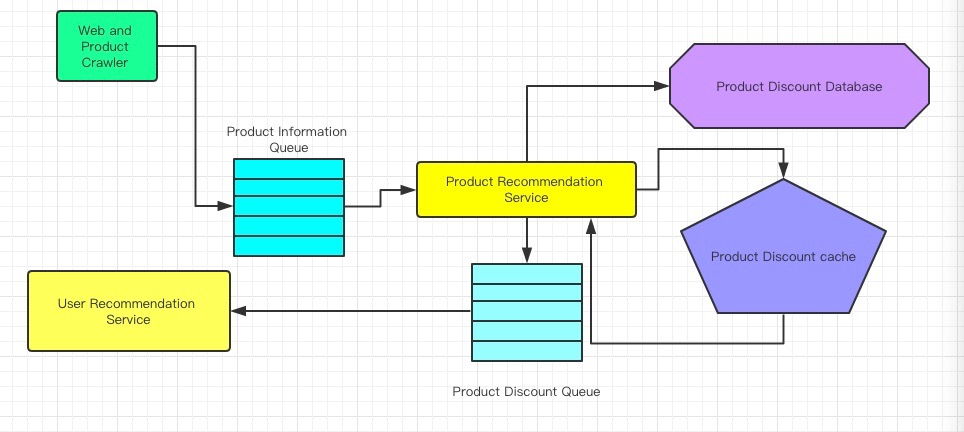 Web and
Product
Crawler
Product Discount Database
Product Information
Queue
Product Recommendation
Service
Product Discount cache
User Recommendation
Service
Product Discount Queue